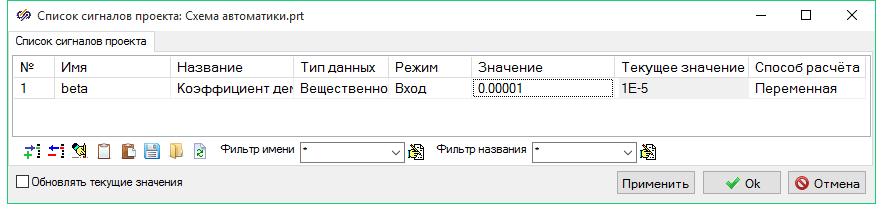 Список сигналов проекта: Схема автоматики.prt
Список сигналов проекта
№ Имя Название Тип данных Режим Значение Текущее значение Способ расчёта
1 beta Коэффициент дем Вещественно Вход 0.00001 1E-5 Переменная
Фильтр имени * Фильтр названия *
Обновлять текущие значения Применить Ok Отмена